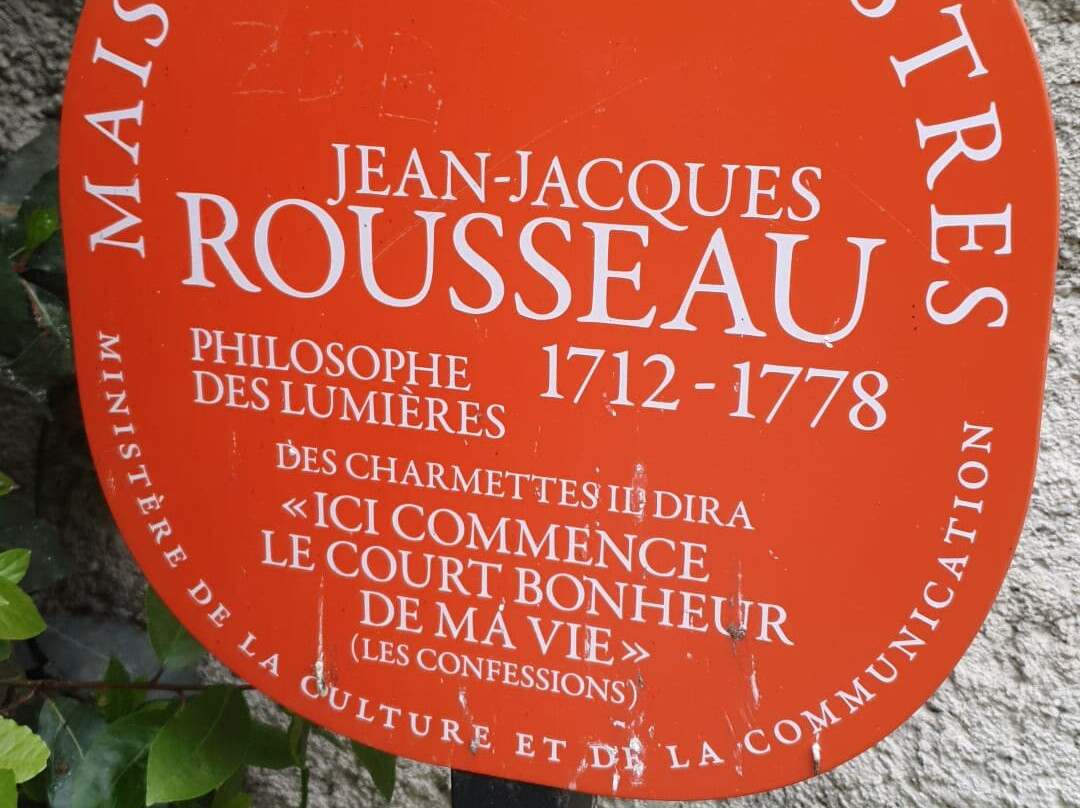 MAIS
STRES
JEAN-JACQUES
ROUSSEAU
PHILOSOPHE
DES LUMIÈRES
1712 - 1778
DES CHARMETTES IL DIRA
«ICI COMMENCE
LE COURT BONHEUR
DE MA VIE»
(LES CONFESSIONS)
MINISTÈRE DE LA CULTURE ET DE LA COMMUNICATION